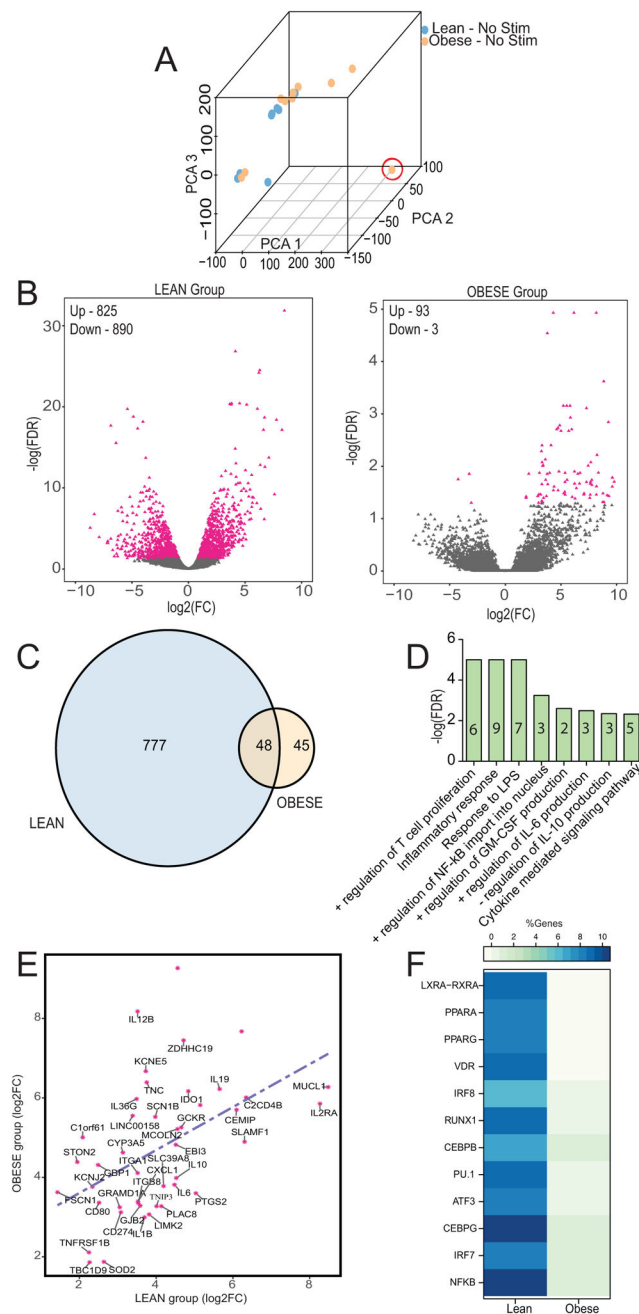 A
Lean - No Stim
Obese - No Stim
PCA 3
200
100
0
−100
−100
0
100
200
300
PCA 1
−150
−100
−50
0
50
100
PCA 2
B
LEAN Group
Up - 825
Down - 890
-log(FDR)
30
20
10
0
−10
−5
0
5
10
log2(FC)
OBESE Group
Up - 93
Down - 3
-log(FDR)
5
4
3
2
1
0
−10
−5
0
5
10
log2(FC)
C
777
48
45
LEAN
OBESE
D
-log(FDR)
6
4
2
0
6
9
7
3
2
3
3
5
+ regulation of T cell proliferation
Inflammatory response
Response to LPS
+ regulation of NF-kB import into nucleus
+ regulation of GM-CSF production
+ regulation of IL-6 production
- regulation of IL-10 production
Cytokine mediated signaling pathway
E
OBESE group (log2FC)
8
6
4
2
IL12B
ZDHHC19
KCNE5
TNC
IL19
MUCL1
IL36G
SCN1B
IDO1
C2CD4B
IL2RA
LINC00158
GCKR
CEMIP
C1orf61
MCOLN2
SLAMF1
CYP3A5
EBI3
STON2
ITGA1
SLC39A8
IL10
GBP1
CXCL1
KCNJ2
ITGB8
IL6
FSCN1
GRAMD1A
TNIP3
PTGS2
CD80
GJB2
PLAC8
CD274
LIMK2
IL1B
TNFRSF1B
TBC1D9
SOD2
2
4
6
8
LEAN group (log2FC)
F
%Genes
0
2
4
6
8
10
LXRA−RXRA
PPARA
PPARG
VDR
IRF8
RUNX1
CEBPB
PU.1
ATF3
CEBPG
IRF7
NFKB
Lean
Obese